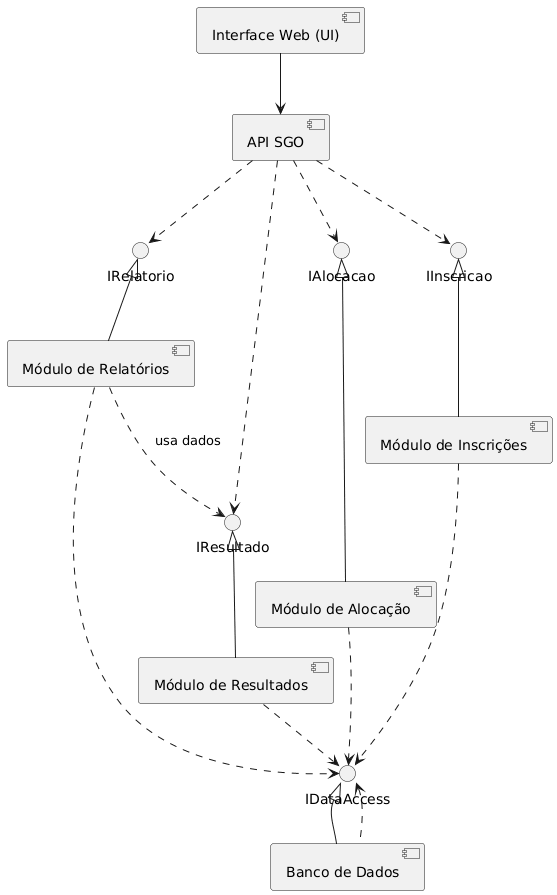 Interface Web (UI)
API SGO
IRelatorio
IAlocacao
IInscricao
Módulo de Relatórios
usa dados
Módulo de Inscrições
IResultado
Módulo de Alocação
Módulo de Resultados
IDataAccess
Banco de Dados